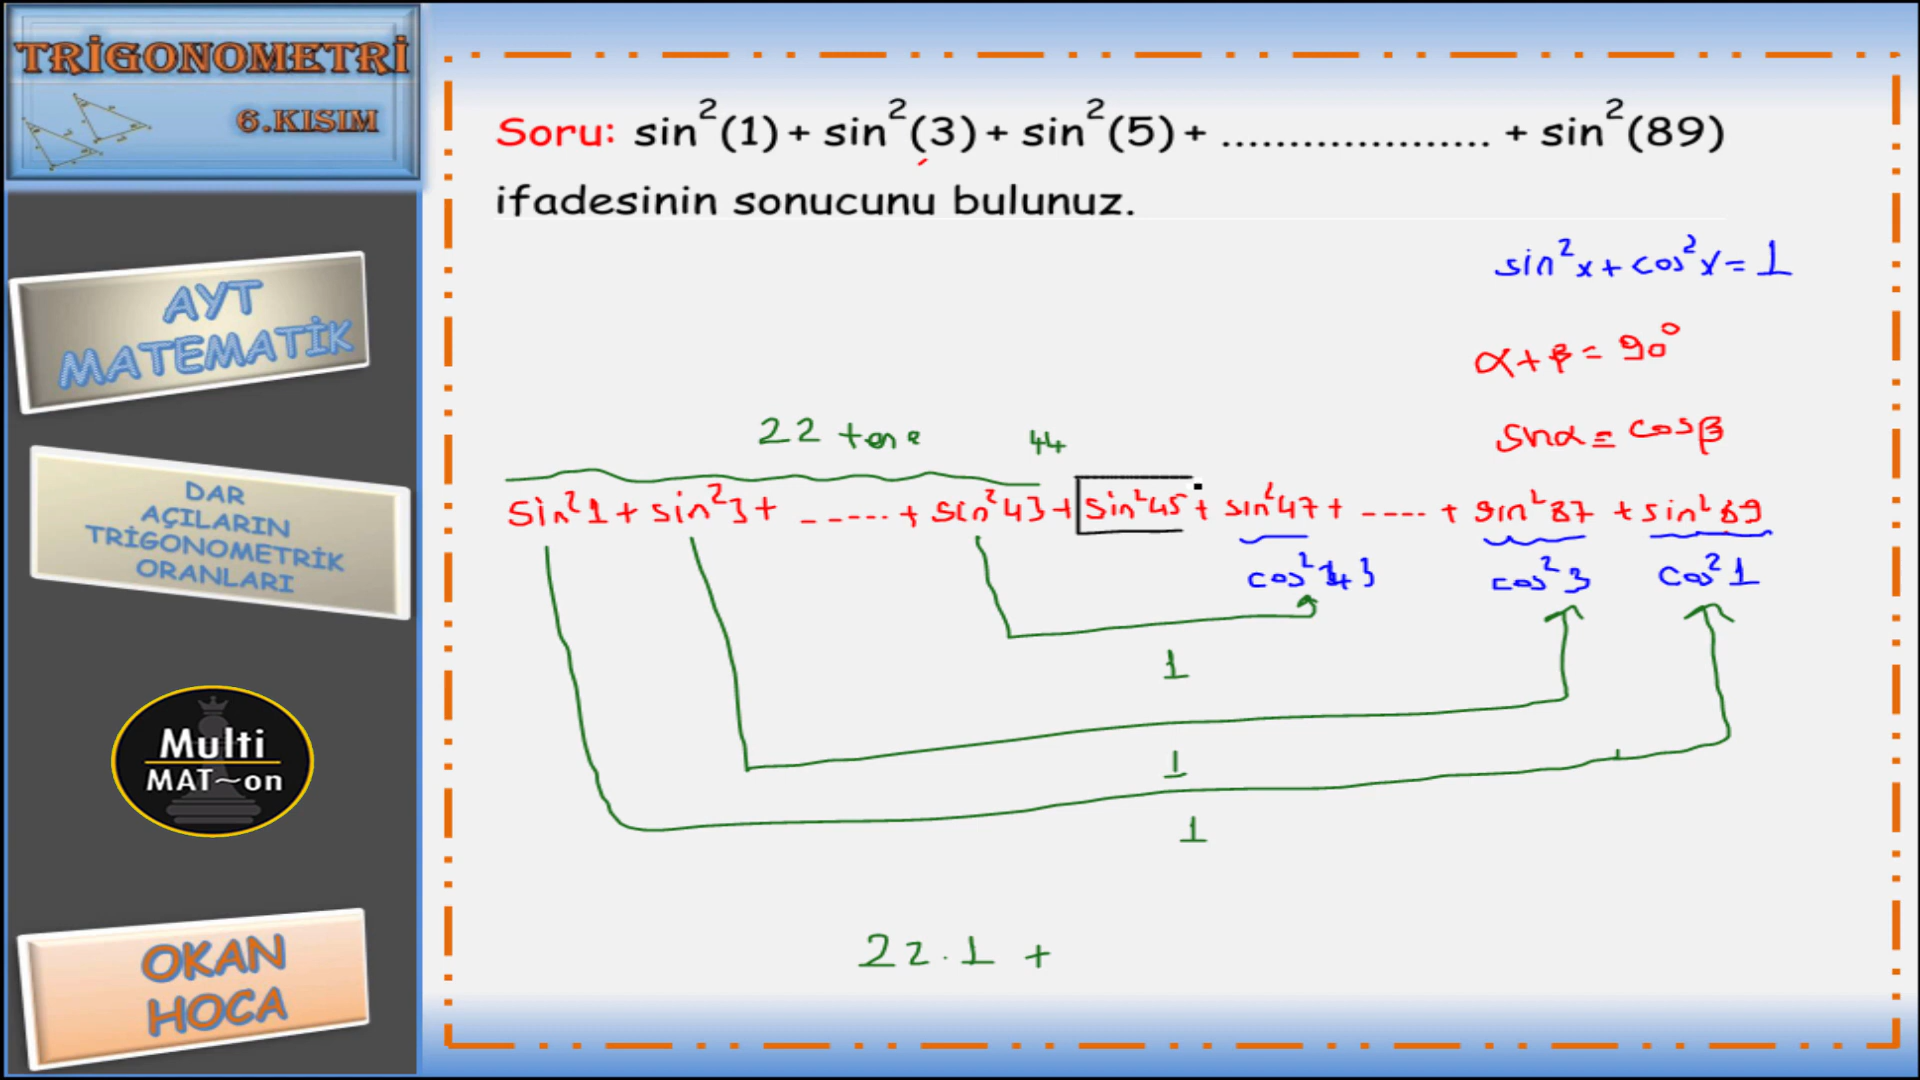 TRİGONOMETRİ
6.KISIM
AYT
MATEMATİK
DAR
AÇILARIN
TRİGONOMETRİK
ORANLARI
Multi
MAT~on
OKAN
HOCA
Soru: sin²(1) + sin²(3) + sin²(5) + ..................... + sin²(89)
ifadesinin sonucunu bulunuz.
sin²x + cos²x = 1
α + β = 90°
sinα = cosβ
22 tane 44
sin²1 + sin²3 + ----- + sin²43 + sin²45 + sin²47 + ---- + sin²87 + sin²89
cos²43 cos²3 cos²1
1
1
1
22.1 +